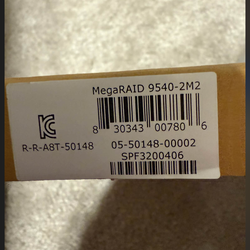 MegaRAID 9540-2M2
8 30343 00780 6
R-R-A8T-50148
05-50148-00002
SPF3200406